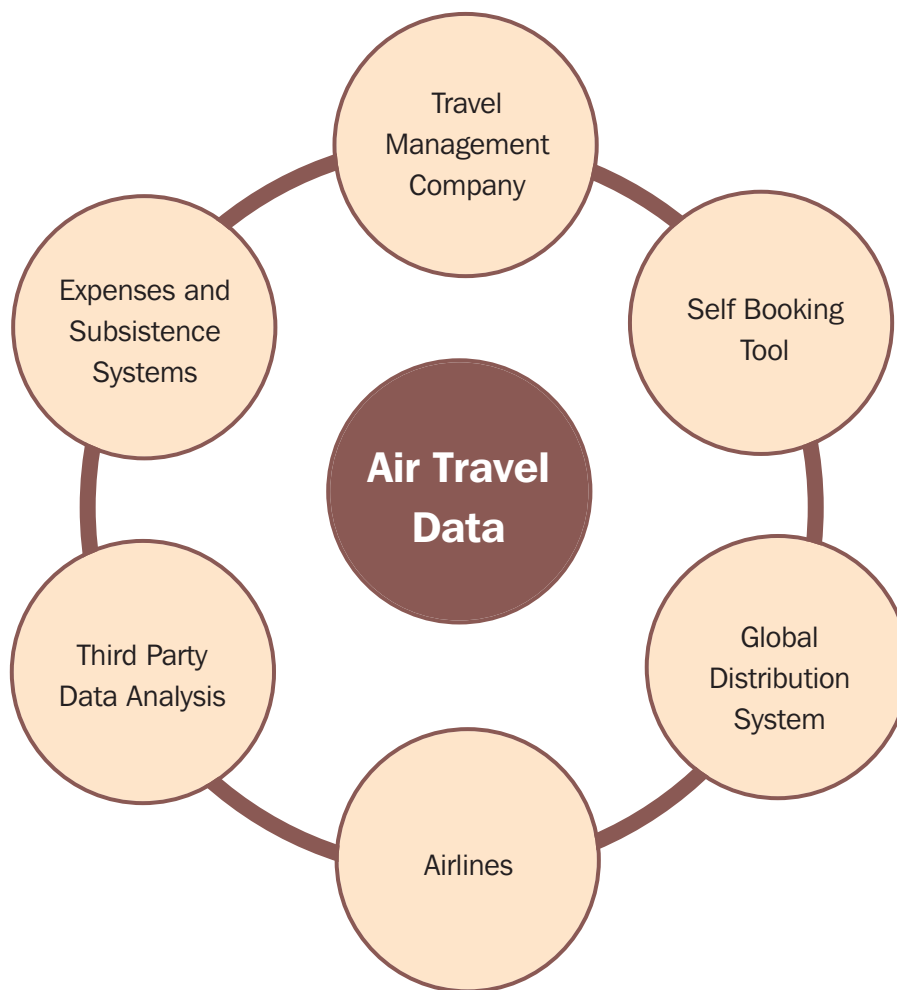 Travel
Management
Company
Expenses and
Subsistence
Systems
Self Booking
Tool
Air Travel
Data
Third Party
Data Analysis
Global
Distribution
System
Airlines